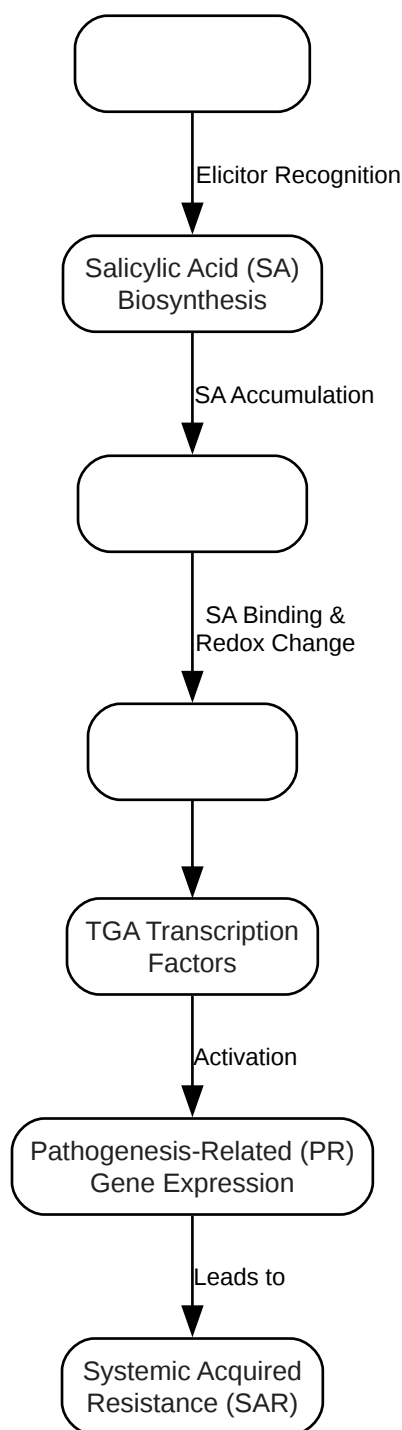 Elicitor Recognition
Salicylic Acid (SA)
Biosynthesis
SA Accumulation
SA Binding &
Redox Change
TGA Transcription
Factors
Activation
Pathogenesis-Related (PR)
Gene Expression
Leads to
Systemic Acquired
Resistance (SAR)